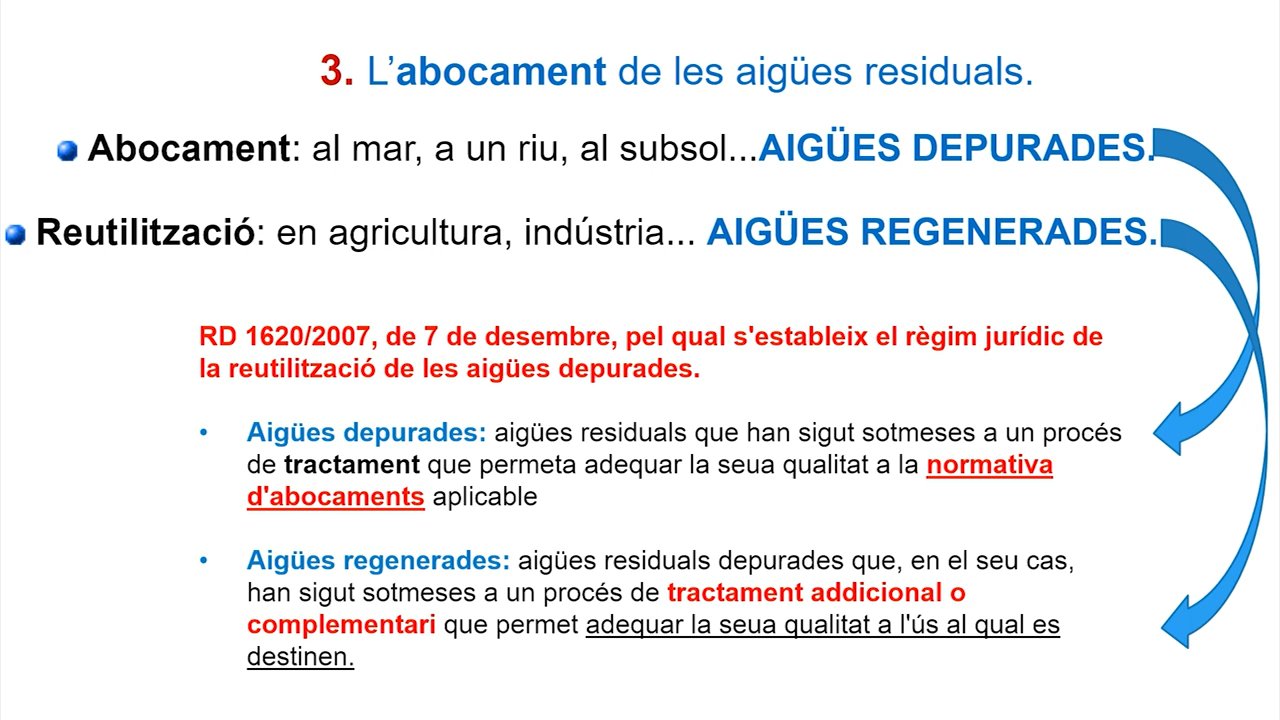 3. L’abocament de les aigües residuals.
Abocament: al mar, a un riu, al subsol...AIGÜES DEPURADES.
Reutilització: en agricultura, indústria... AIGÜES REGENERADES.
RD 1620/2007, de 7 de desembre, pel qual s'estableix el règim jurídic de
la reutilització de les aigües depurades.
• Aigües depurades: aigües residuals que han sigut sotmeses a un procés
de tractament que permeta adequar la seua qualitat a la normativa
d'abocaments aplicable
• Aigües regenerades: aigües residuals depurades que, en el seu cas,
han sigut sotmeses a un procés de tractament addicional o
complementari que permet adequar la seua qualitat a l'ús al qual es
destinen.